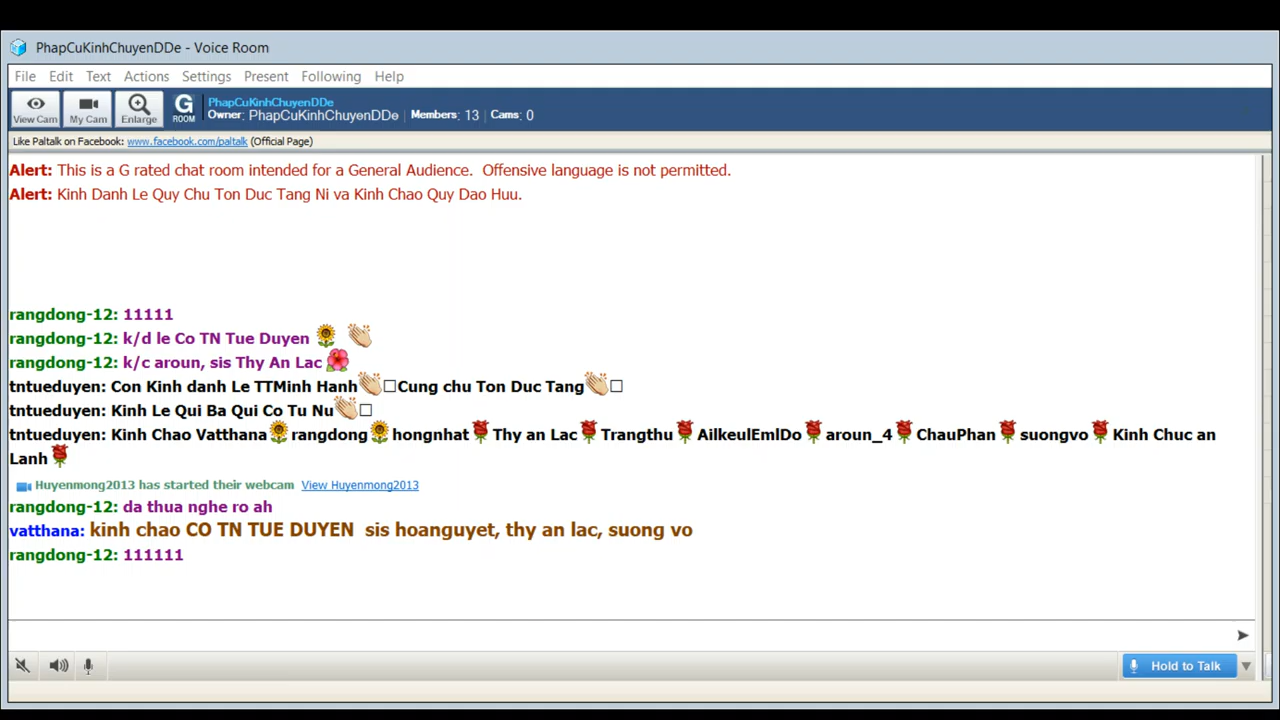 PhapCuKinhChuyenDDe - Voice Room
File Edit Text Actions Settings Present Following Help
View Cam My Cam Enlarge G ROOM PhapCuKinhChuyenDDe
Owner: PhapCuKinhChuyenDDe | Members: 13 | Cams: 0
Like Paltalk on Facebook: www.facebook.com/paltalk (Official Page)
Alert: This is a G rated chat room intended for a General Audience. Offensive language is not permitted.
Alert: Kinh Danh Le Quy Chu Ton Duc Tang Ni va Kinh Chao Quy Dao Huu.
rangdong-12: 11111
rangdong-12: k/d le Co TN Tue Duyen 🌻 👏
rangdong-12: k/c aroun, sis Thy An Lac 🌺
tntueduyen: Con Kinh danh Le TTMinh Hanh👏□Cung chu Ton Duc Tang👏□
tntueduyen: Kinh Le Qui Ba Qui Co Tu Nu👏□
tntueduyen: Kinh Chao Vatthana🌻rangdong🌻hongnhat🌹Thy an Lac🌹Trangthu🌹AilkeulEmlDo🌹aroun_4🌹ChauPhan🌹suongvo🌹Kinh Chuc an
Lanh🌹
Huyenmong2013 has started their webcam View Huyenmong2013
rangdong-12: da thua nghe ro ah
vatthana: kinh chao CO TN TUE DUYEN sis hoanguyet, thy an lac, suong vo
rangdong-12: 111111
Hold to Talk